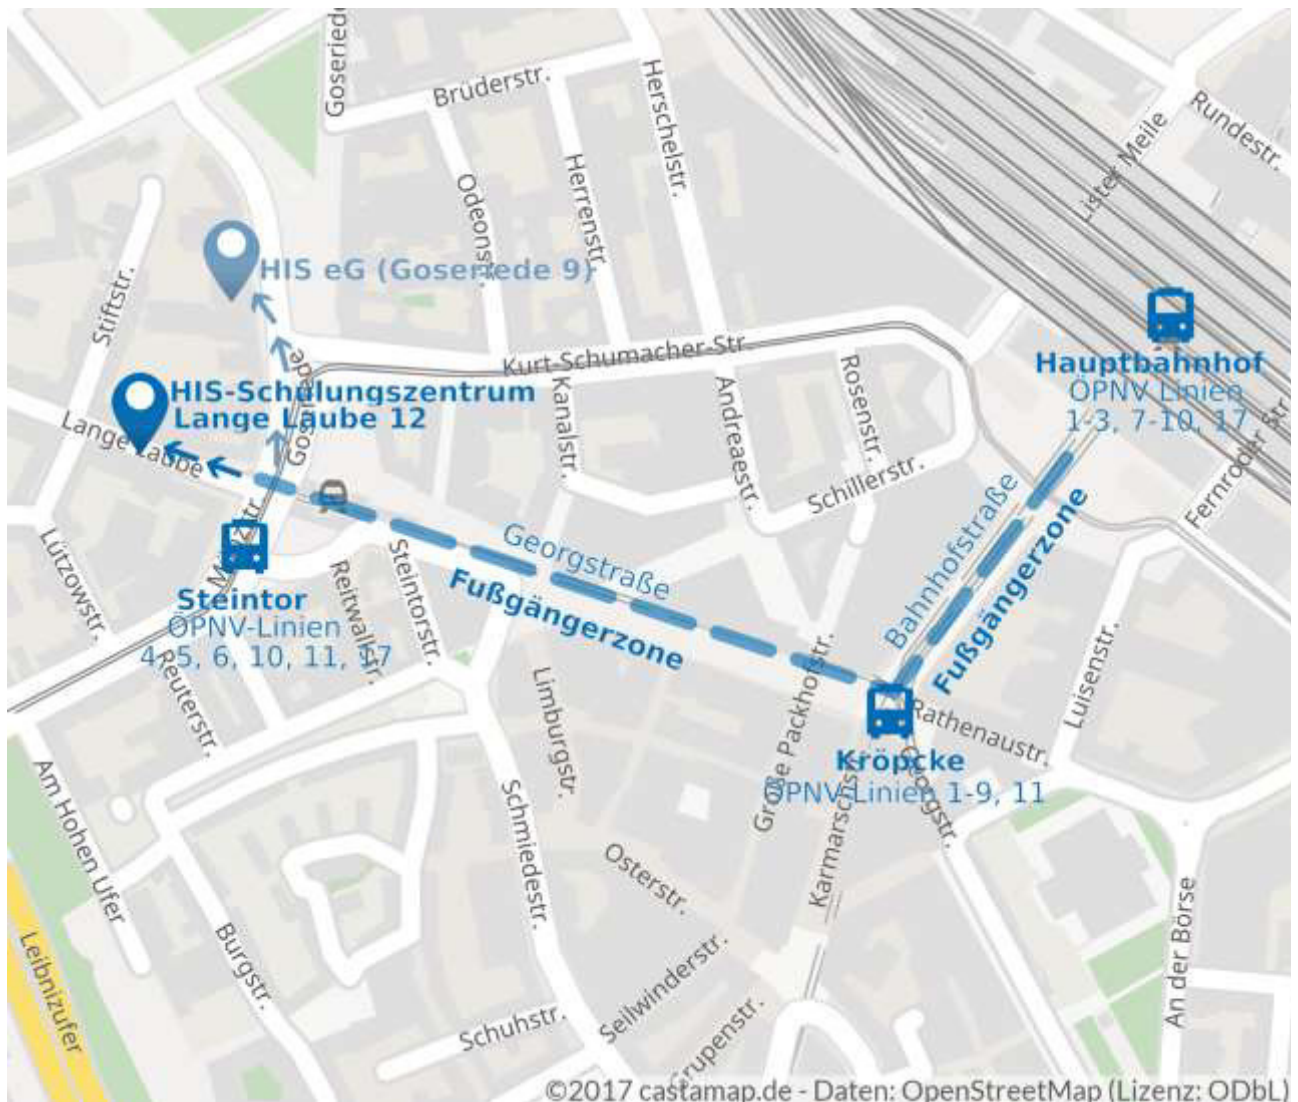 Goseriede
Brüderstr.
Herschelstr.
Lister Meile
Rundestr.
Herrenstr
Odeonstr.
HIS eG (Goseriede 9)
Stiftstr.
Kurt-Schumacher-Str.
Hauptbahnhof
ÖPNV Linien
1-3, 7-10, 17
HIS-Schulungszentrum
Lange Laube 12
Goseriede
Lange Laube
Kanalstr.
Andreaestr.
Rosenstr.
Schillerstr.
Fernroder Str.
Bahnhofstraße
Fußgängerzone
Georgstraße
Fußgängerzone
Steintor
ÖPNV-Linien
4, 5, 6, 10, 11, 17
Lützowstr.
Reitwallstr.
Steintorstr.
Reuterstr.
Limburgstr.
Große Packhofstr.
Luisenstr.
Rathenaustr.
Kröpcke
ÖPNV-Linien 1-9, 11
Georgstr.
Am Hohen Ufer
Schmiedestr.
Osterstr.
An der Börse
Leibnizufer
Burgstr.
Seilwinderstr.
Schuhstr.
©2017 castamap.de - Daten: OpenStreetMap (Lizenz: ODbL)